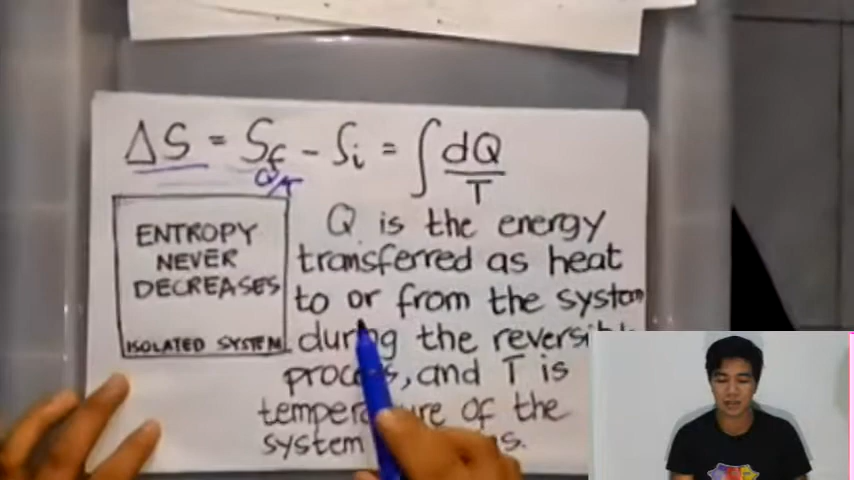 ΔS = Sf - Si = ∫ dQ/T
Q/T
ENTROPY
NEVER
DECREASES
ISOLATED SYSTEM
Q is the energy
transferred as heat
to or from the system
during the
process, and T is
temperature of the
system